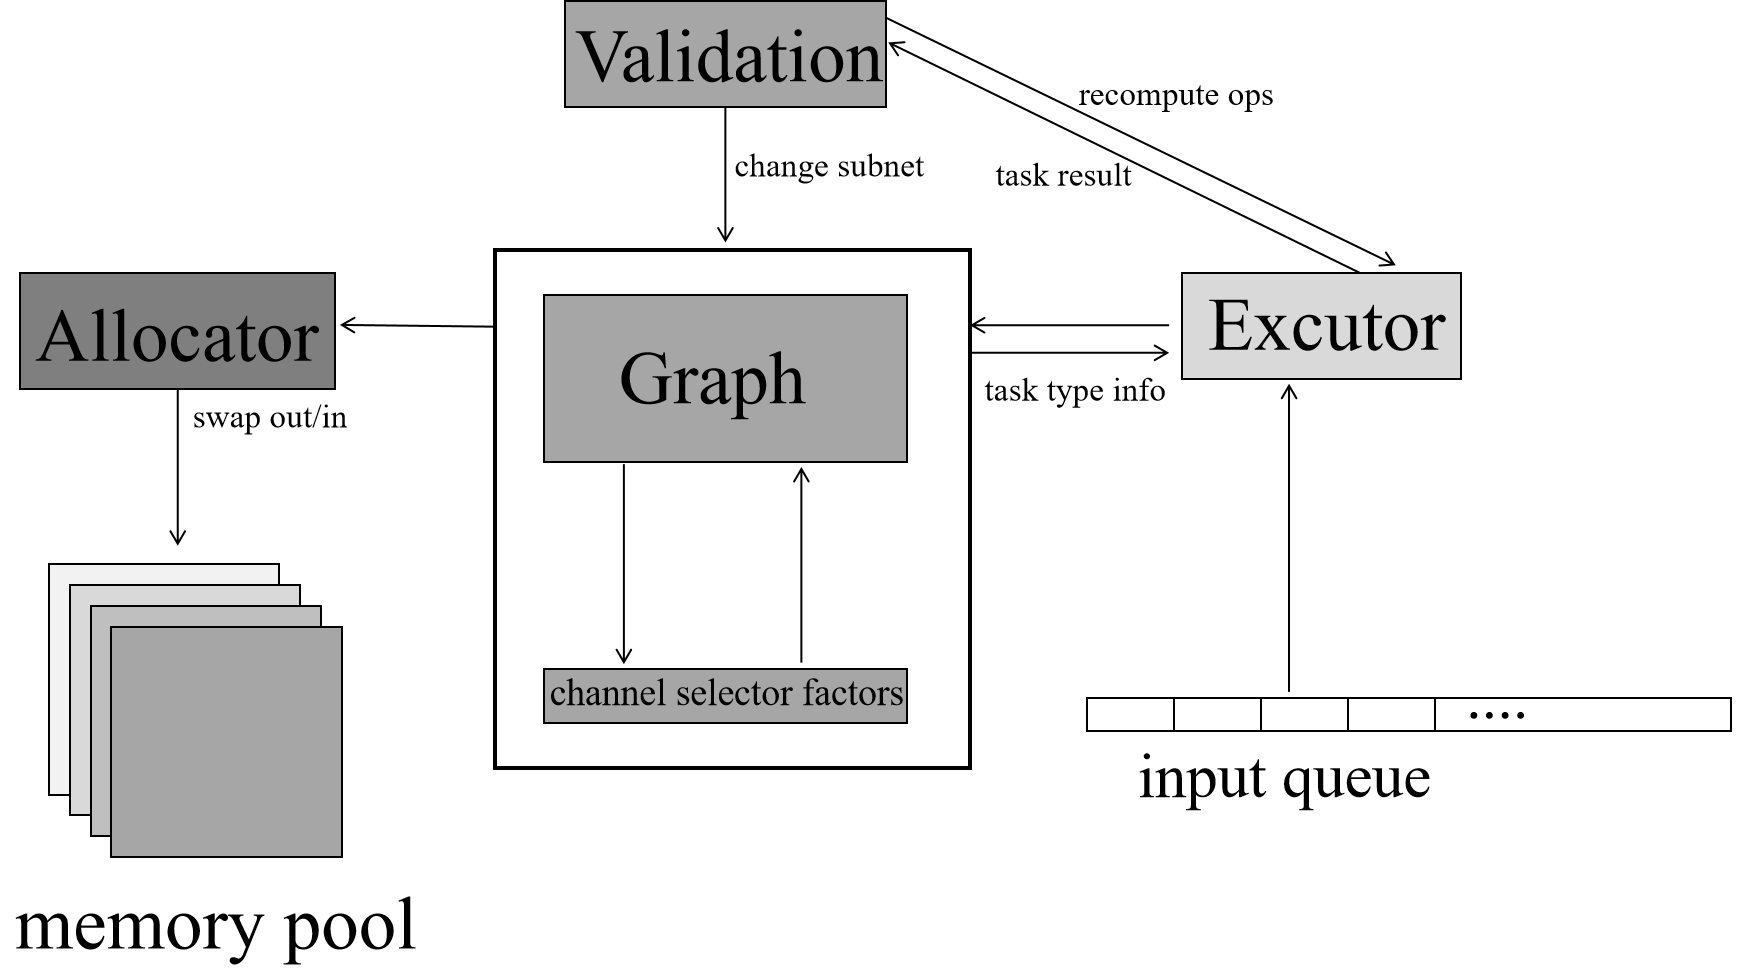 Validation
recompute ops
change subnet
task result
Allocator
Graph
Excutor
task type info
swap out/in
channel selector factors
....
input queue
memory pool